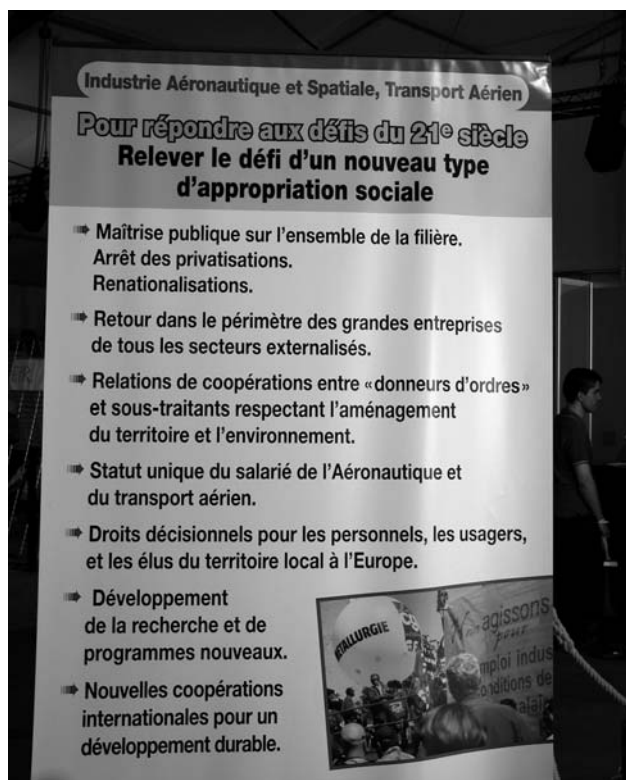 Industrie Aéronautique et Spatiale, Transport Aérien
Pour répondre aux défis du 21e siècle
Relever le défi d'un nouveau type
d'appropriation sociale
Maîtrise publique sur l'ensemble de la filière.
Arrêt des privatisations.
Renationalisations.
Retour dans le périmètre des grandes entreprises
de tous les secteurs externalisés.
Relations de coopérations entre «donneurs d'ordres»
et sous-traitants respectant l'aménagement
du territoire et l'environnement.
Statut unique du salarié de l'Aéronautique et
du transport aérien.
Droits décisionnels pour les personnels, les usagers,
et les élus du territoire local à l'Europe.
Développement
de la recherche et de
programmes nouveaux.
Nouvelles coopérations
internationales pour un
développement durable.
METALLURGIE
agissons
pour
mploi indus
onditions de